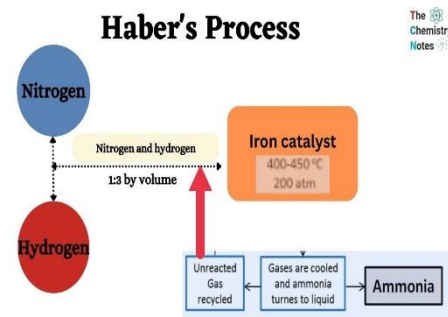 Haber's Process
The
Chemistry
Notes
Nitrogen
Nitrogen and hydrogen
1:3 by volume
Iron catalyst
400-450 °C
200 atm
Hydrogen
Unreacted
Gas
recycled
Gases are cooled
and ammonia
turnes to liquid
Ammonia